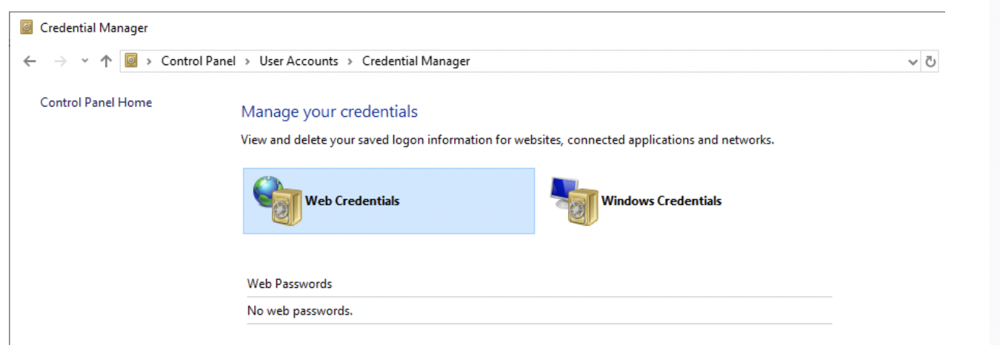 Credential Manager
Control Panel > User Accounts > Credential Manager
Control Panel Home
Manage your credentials
View and delete your saved logon information for websites, connected applications and networks.
Web Credentials
Windows Credentials
Web Passwords
No web passwords.